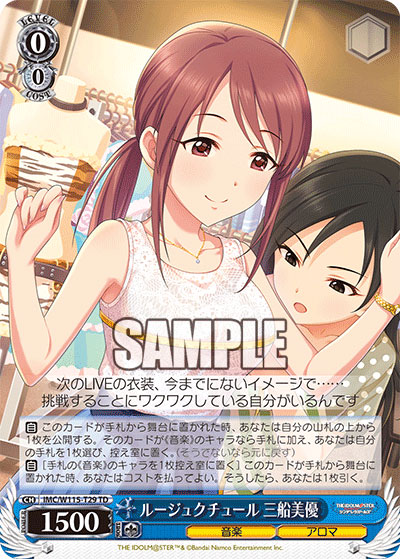 LEVEL
0
0
COST
SAMPLE
次のLIVEの衣装、今までにないイメージで……
挑戦することにワクワクしている自分がいるんです
自 このカードが手札から舞台に置かれた時、あなたは自分の山札の上から
1枚を公開する。そのカードが《音楽》のキャラなら手札に加え、あなたは自分
の手札を1枚選び、控え室に置く。(そうでないなら元に戻す)
自 [手札の《音楽》のキャラを1枚控え室に置く] このカードが手札から舞台に
置かれた時、あなたはコストを払ってよい。そうしたら、
IMC/W115-129 TD
1500
ルージュクチュール 三船美優
音楽
アロマ
THE IDOLM@STER
THE IDOLM@STER™& ©Bandai Namco Entertainment Inc.